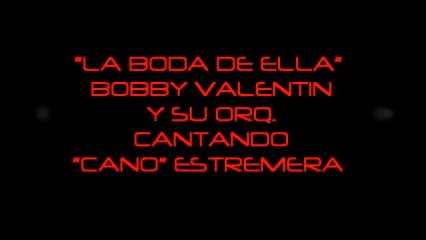 "LA BODA DE ELLA"
BOBBY VALENTIN
Y SU ORQ.
CANTANDO
"CANO" ESTREMERA